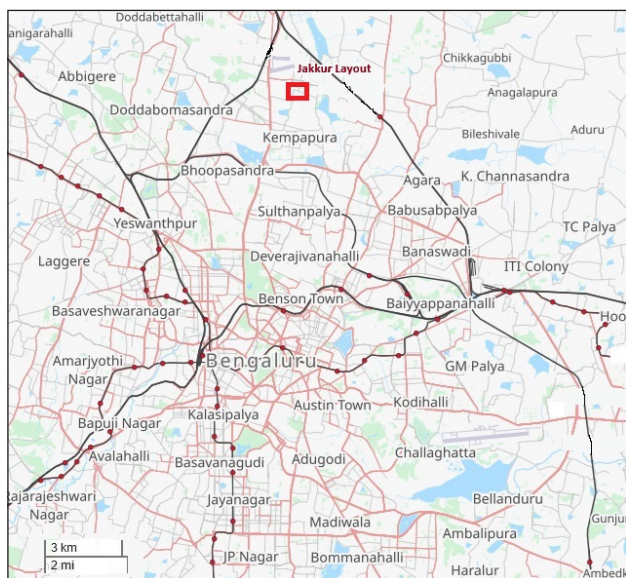 Doddabettahalli
anigarahalli
Chikkagubbi
Abbigere
Jakkur Layout
Anagalapura
Doddabomasandra
Kempapura
Bileshivale
Aduru
Bhoopasandra
Agara
K. Channasandra
Sulthanpalya
Babusabpalya
Yeswanthpur
TC Palya
Laggere
Deverajivanahalli
Banaswadi
ITI Colony
Benson Town
Baiyyappanahalli
Basaveshwaranagar
Hoo
Amarjyothi
Nagar
Bengaluru
GM Palya
Kodihalli
Kalasipalya
Austin Town
Bapuji Nagar
Avalahalli
Basavanagudi
Adugodi
Challaghatta
Rajarajeshwari
Nagar
Jayanagar
Bellanduru
Madiwala
Gunjur
Ambalipura
3 km
2 mi
JP Nagar
Bommanahalli
Haralur
Ambedk